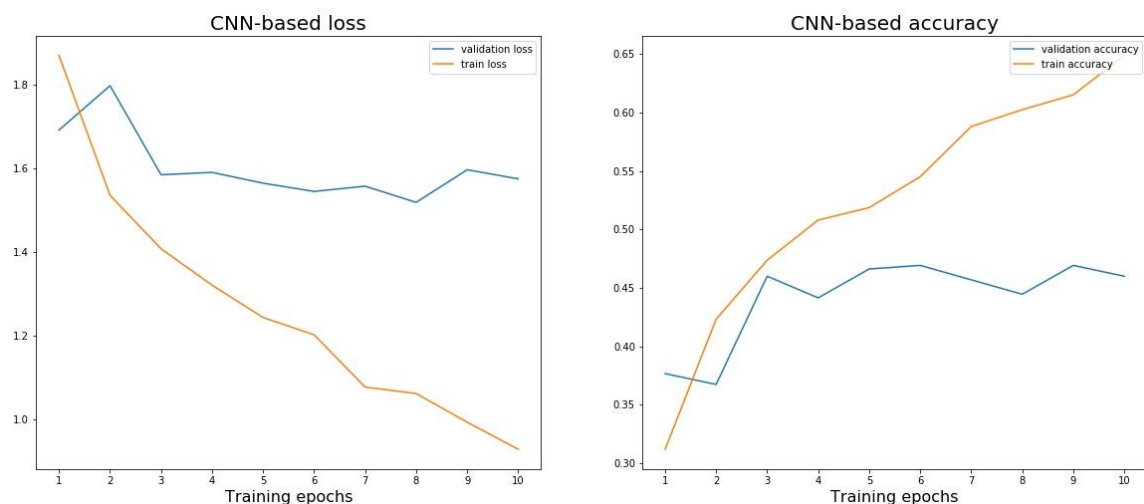 CNN-based loss
validation loss
train loss
1.8
1.6
1.4
1.2
1.0
1 2 3 4 5 6 7 8 9 10
Training epochs
CNN-based accuracy
validation accuracy
train accuracy
0.65
0.60
0.55
0.50
0.45
0.40
0.35
0.30
1 2 3 4 5 6 7 8 9 10
Training epochs